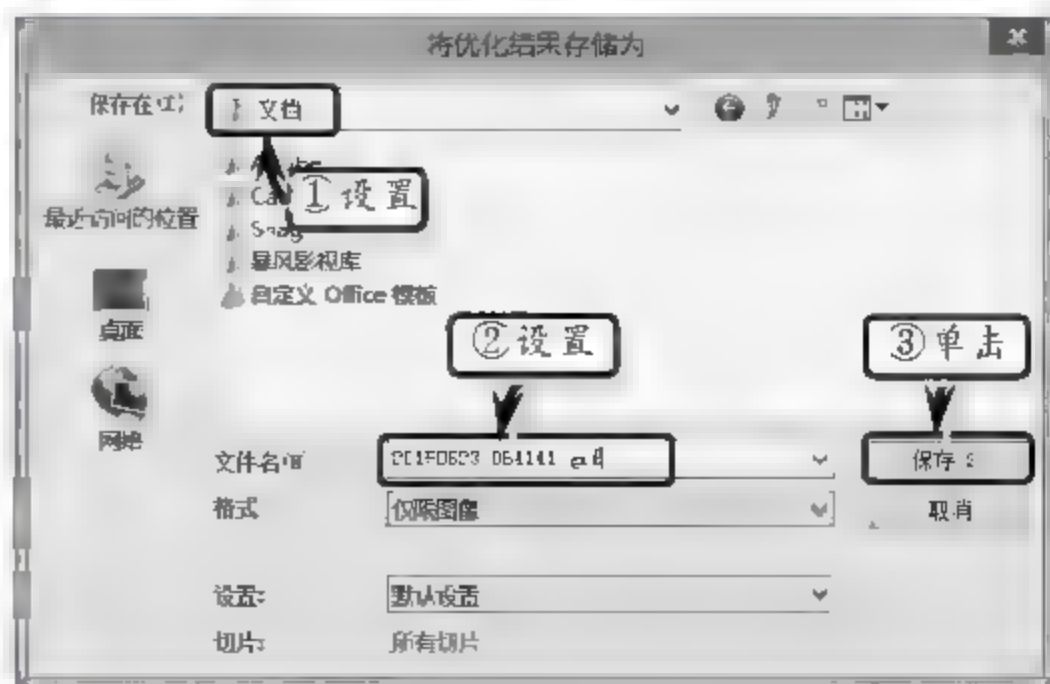 将优化结果存储为
保存在(I):
文档
①设置
最近访问的位置
暴风影视库
自定义 Office 模板
桌面
②设置
③单击
网络
文件名(N)
保存(S)
格式
仅限图像
取消
设置:
默认设置
切片:
所有切片